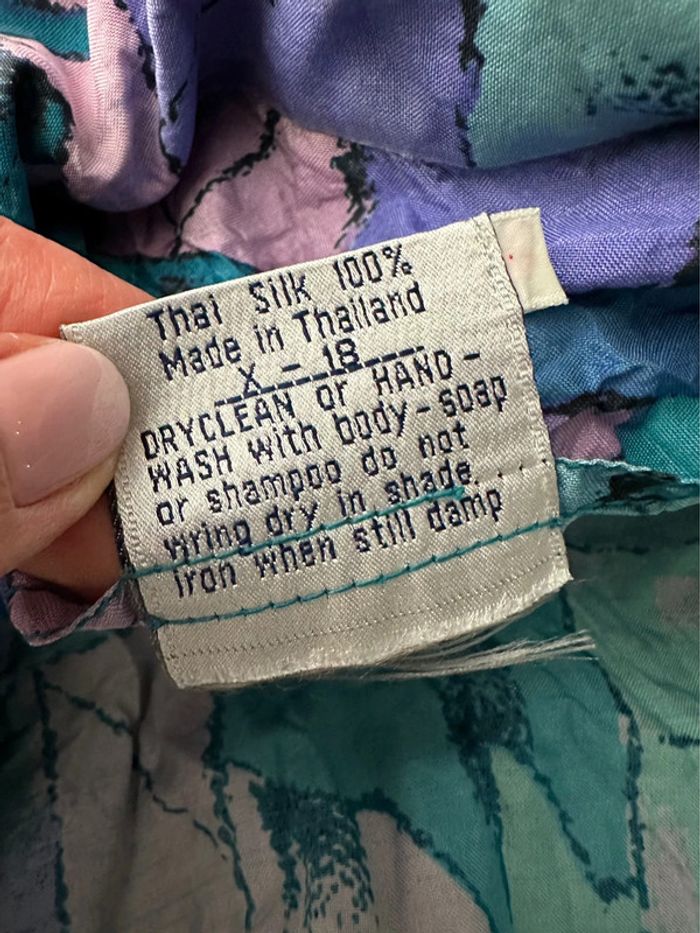 Thai Silk 100%
Made in Thailand
X - 18
DRYCLEAN or HAND-
WASH with body-soap
or shampoo do not
wring dry in shade....
iron when still damp